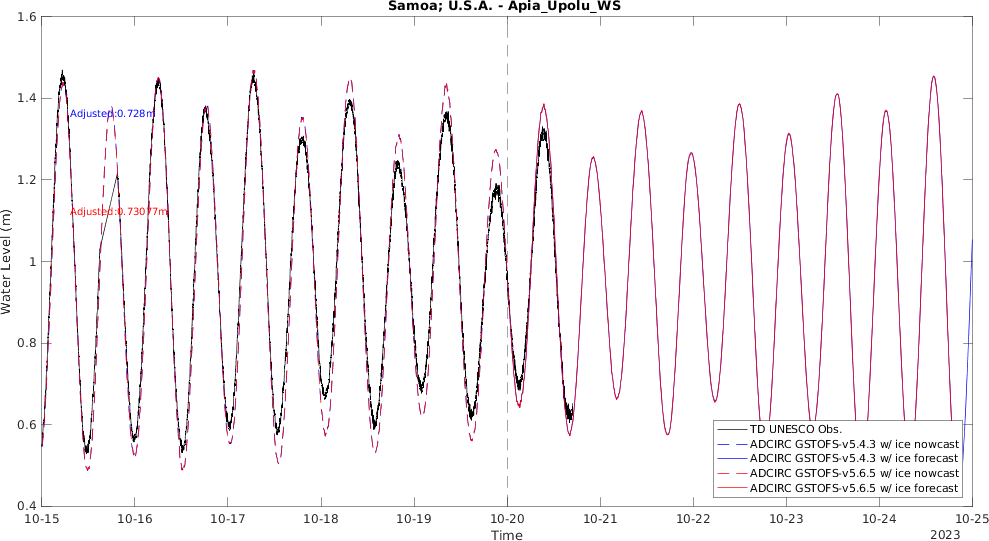 Samoa; U.S.A. - Apia_Upolu_WS
1.6
1.4
1.2
1
0.8
0.6
0.4
Water Level (m)
Adjusted:0.728m
Adjusted:0.73077m
TD UNESCO Obs.
ADCIRC GSTOFS-v5.4.3 w/ ice nowcast
ADCIRC GSTOFS-v5.4.3 w/ ice forecast
ADCIRC GSTOFS-v5.6.5 w/ ice nowcast
ADCIRC GSTOFS-v5.6.5 w/ ice forecast
10-15 10-16 10-17 10-18 10-19 10-20 10-21 10-22 10-23 10-24 10-25
Time
2023